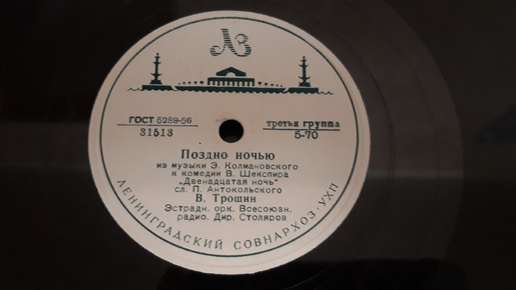 ЛЗ
ГОСТ 5289-56
31513
третья группа
5-70
Поздно ночью
из музыки Э. Колмановского
к комедии В. Шекспира
„Двенадцатая ночь"
сл. П. Антокольского
В. Трошин
Эстрадн. орк. Всесоюзн.
радио. Дир. Столяров
ЛЕНИНГРАДСКИЙ СОВНАРХОЗ-УХП